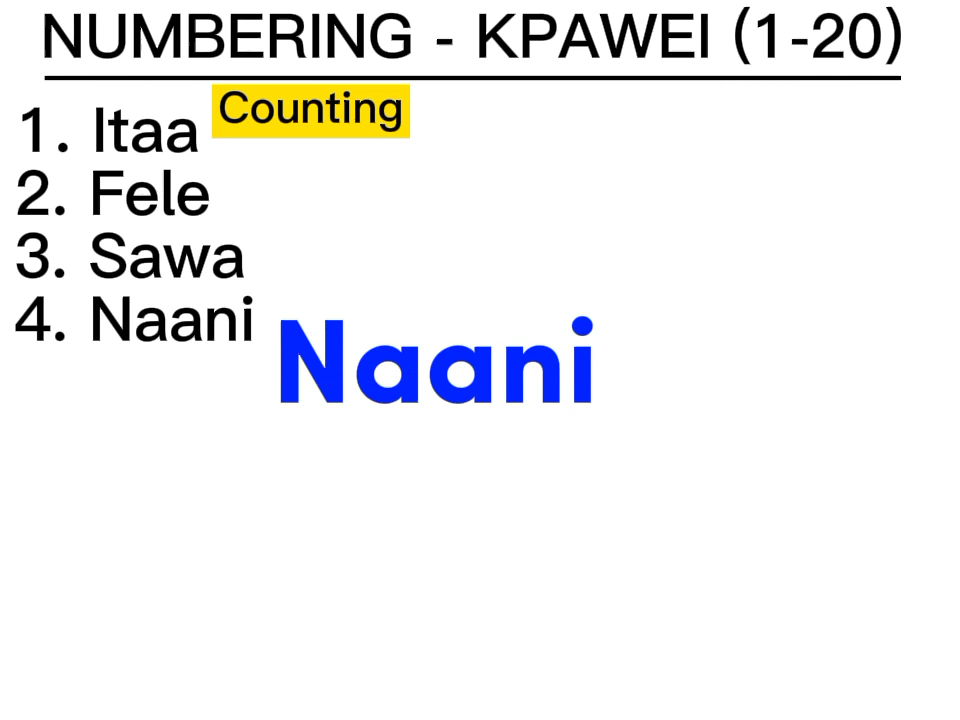 NUMBERING - KPAWEI (1-20)
Counting
1. Itaa
2. Fele
3. Sawa
4. Naani
Naani